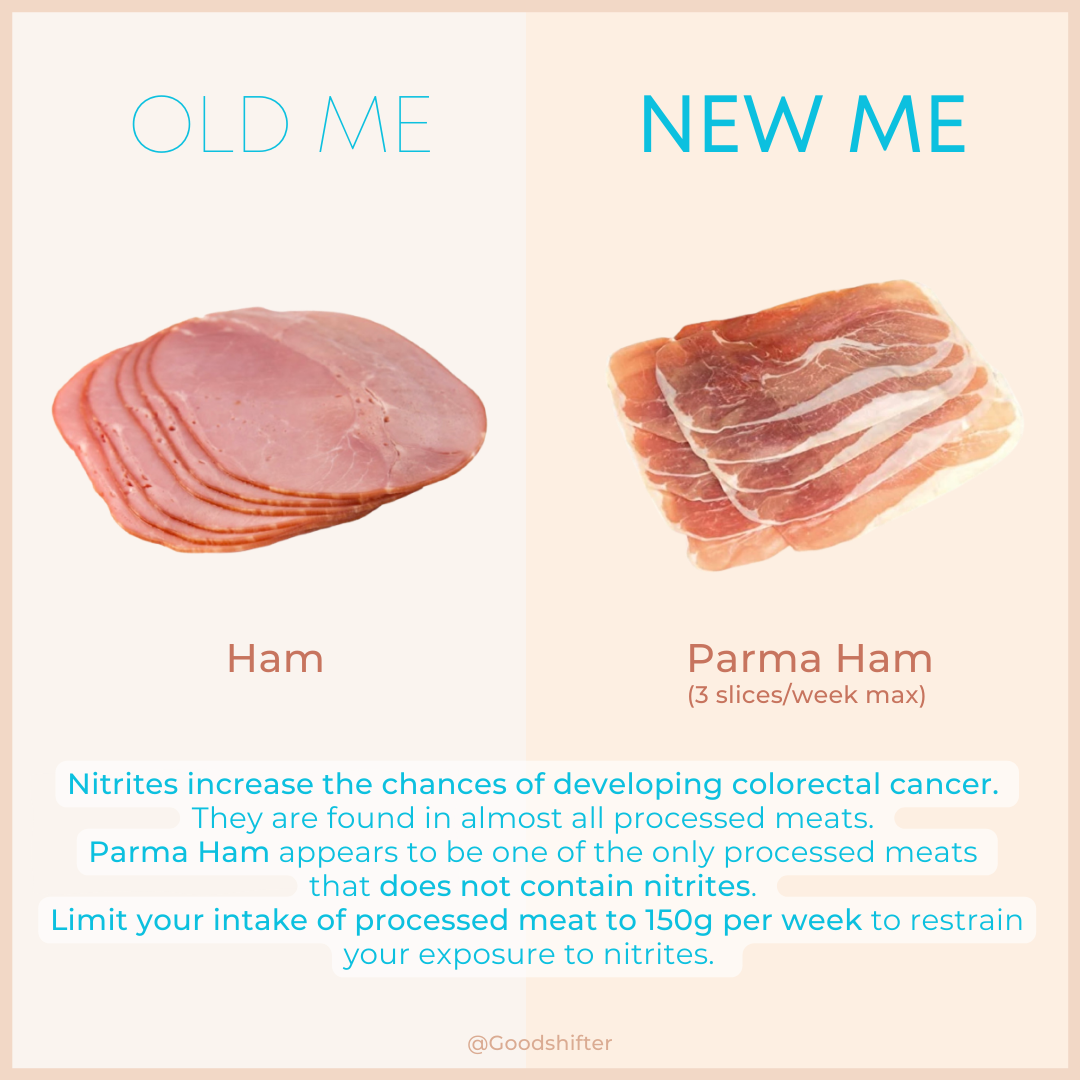 OLD ME
NEW ME
Ham
Parma Ham
(3 slices/week max)
Nitrites increase the chances of developing colorectal cancer.
They are found in almost all processed meats.
Parma Ham appears to be one of the only processed meats
that does not contain nitrites.
Limit your intake of processed meat to 150g per week to restrain
your exposure to nitrites.
@Goodshifter